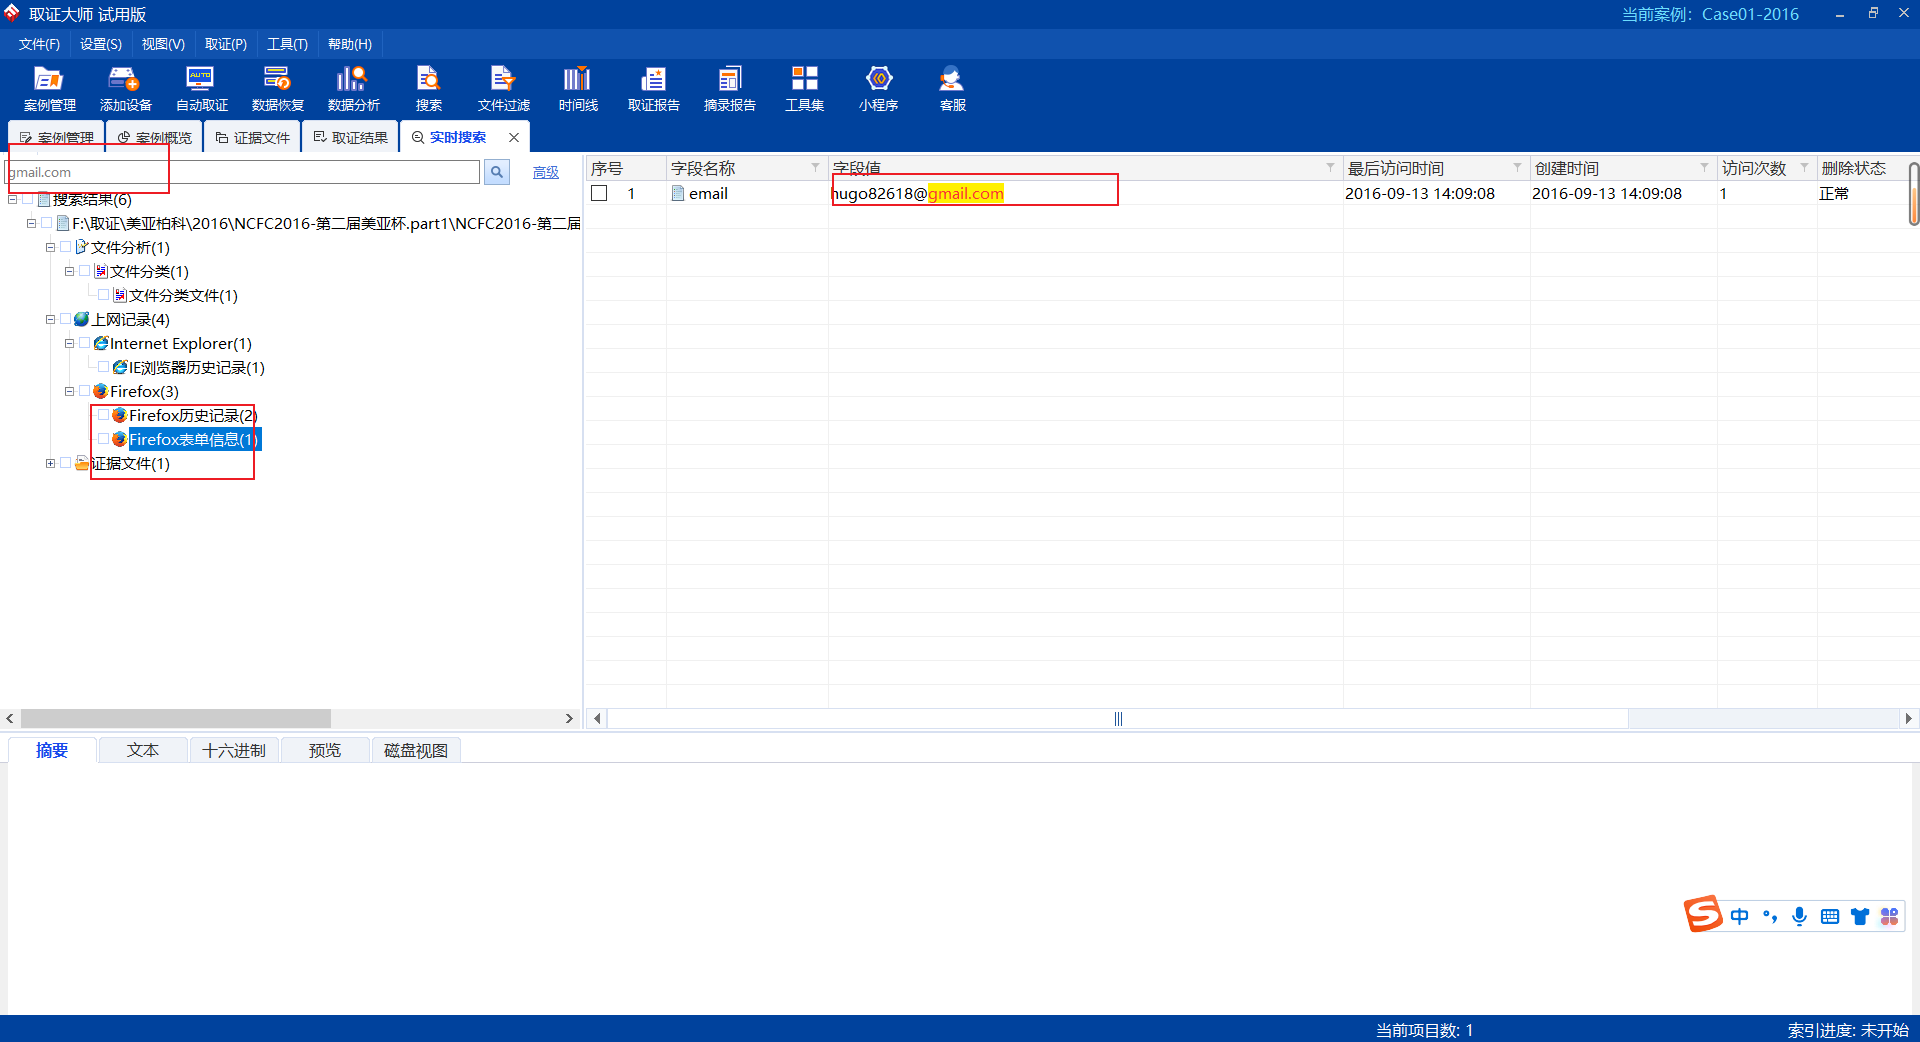 取证大师 试用版
当前案例：Case01-2016
文件(F) 设置(S) 视图(V) 取证(P) 工具(T) 帮助(H)
案例管理 添加设备 自动取证 数据恢复 数据分析 搜索 文件过滤 时间线 取证报告 摘录报告 工具集 小程序 客服
案例管理 案例概览 证据文件 取证结果 实时搜索
gmail.com
高级
搜索结果(6)
F:\取证\美亚柏科\2016\NCFC2016-第二届美亚杯.part1\NCFC2016-第二届
文件分析(1)
文件分类(1)
文件分类文件(1)
上网记录(4)
Internet Explorer(1)
IE浏览器历史记录(1)
Firefox(3)
Firefox历史记录(2)
Firefox表单信息(1)
证据文件(1)
序号 字段名称 字段值 最后访问时间 创建时间 访问次数 删除状态
1 email hugo82618@gmail.com 2016-09-13 14:09:08 2016-09-13 14:09:08 1 正常
摘要 文本 十六进制 预览 磁盘视图
中
当前项目数: 1
索引进度: 未开始